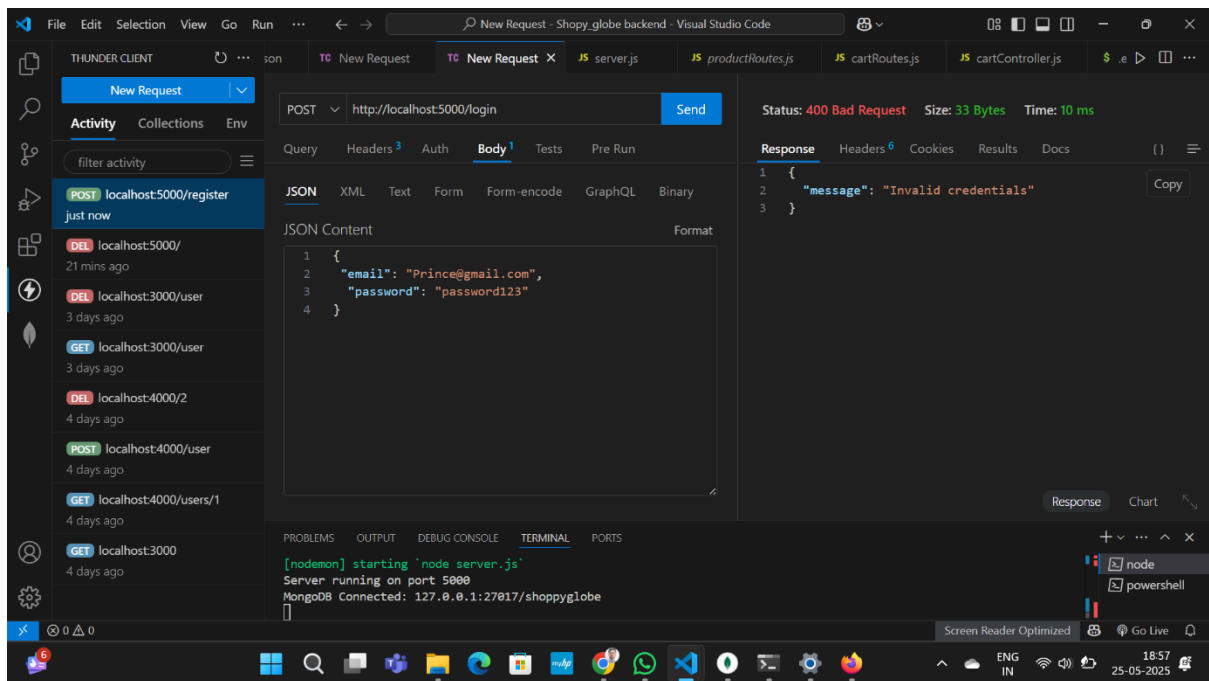 File Edit Selection View Go Run ··· New Request - Shopy_globe backend - Visual Studio Code
THUNDER CLIENT
son TC New Request TC New Request JS server.js JS productRoutes.js JS cartRoutes.js JS cartController.js $ .e
New Request
Activity Collections Env
filter activity
POST localhost:5000/register
just now
DEL localhost:5000/
21 mins ago
DEL localhost:3000/user
3 days ago
GET localhost:3000/user
3 days ago
DEL localhost:4000/2
4 days ago
POST localhost:4000/user
4 days ago
GET localhost:4000/users/1
4 days ago
GET localhost:3000
4 days ago
POST http://localhost:5000/login Send
Query Headers 3 Auth Body 1 Tests Pre Run
JSON XML Text Form Form-encode GraphQL Binary
JSON Content Format
1 {
2 "email": "Prince@gmail.com",
3 "password": "password123"
4 }
Status: 400 Bad Request Size: 33 Bytes Time: 10 ms
Response Headers 6 Cookies Results Docs {}
1 {
2 "message": "Invalid credentials"
3 }
Copy
Response Chart
PROBLEMS OUTPUT DEBUG CONSOLE TERMINAL PORTS
[nodemon] starting `node server.js`
Server running on port 5000
MongoDB Connected: 127.0.0.1:27017/shoppyglobe
node
powershell
0 0 Screen Reader Optimized Go Live
6 myhp ENG 18:57
IN 25-05-2025